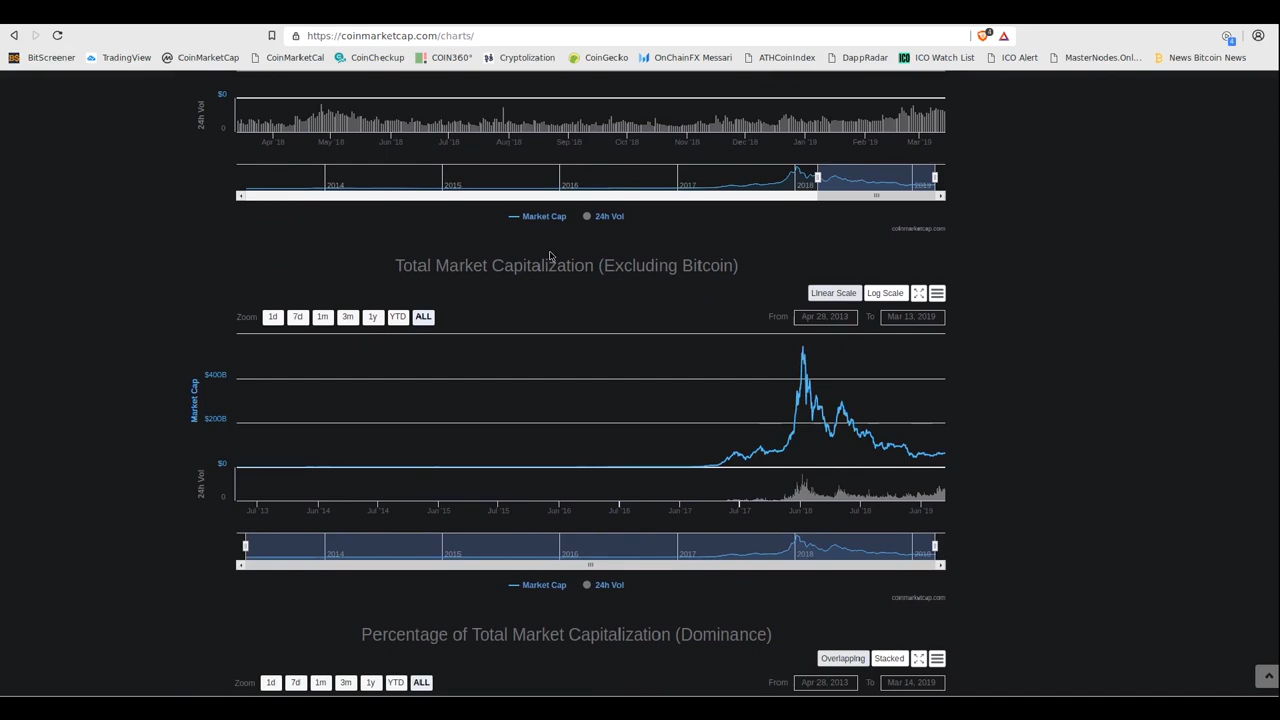 https://coinmarketcap.com/charts/
BitScreener TradingView CoinMarketCap CoinMarketCal CoinCheckup COIN360° Cryptolization CoinGecko OnChainFX Messari ATHCoinIndex DappRadar ICO Watch List ICO Alert MasterNodes.Onl... News Bitcoin News
$0
24h Vol
0
Apr '18 May '18 Jun '18 Jul '18 Aug '18 Sep '18 Oct '18 Nov '18 Dec '18 Jan '19 Feb '19 Mar '19
2014 2015 2016 2017 2018 2019
Market Cap 24h Vol
coinmarketcap.com
Total Market Capitalization (Excluding Bitcoin)
Linear Scale Log Scale
Zoom 1d 7d 1m 3m 1y YTD ALL From Apr 28, 2013 To Mar 13, 2019
Market Cap
$400B
$200B
$0
24h Vol
0
Jul '13 Jan '14 Jul '14 Jan '15 Jul '15 Jan '16 Jul '16 Jan '17 Jul '17 Jan '18 Jul '18 Jan '19
2014 2015 2016 2017 2018 2019
Market Cap 24h Vol
coinmarketcap.com
Percentage of Total Market Capitalization (Dominance)
Overlapping Stacked
Zoom 1d 7d 1m 3m 1y YTD ALL From Apr 28, 2013 To Mar 14, 2019